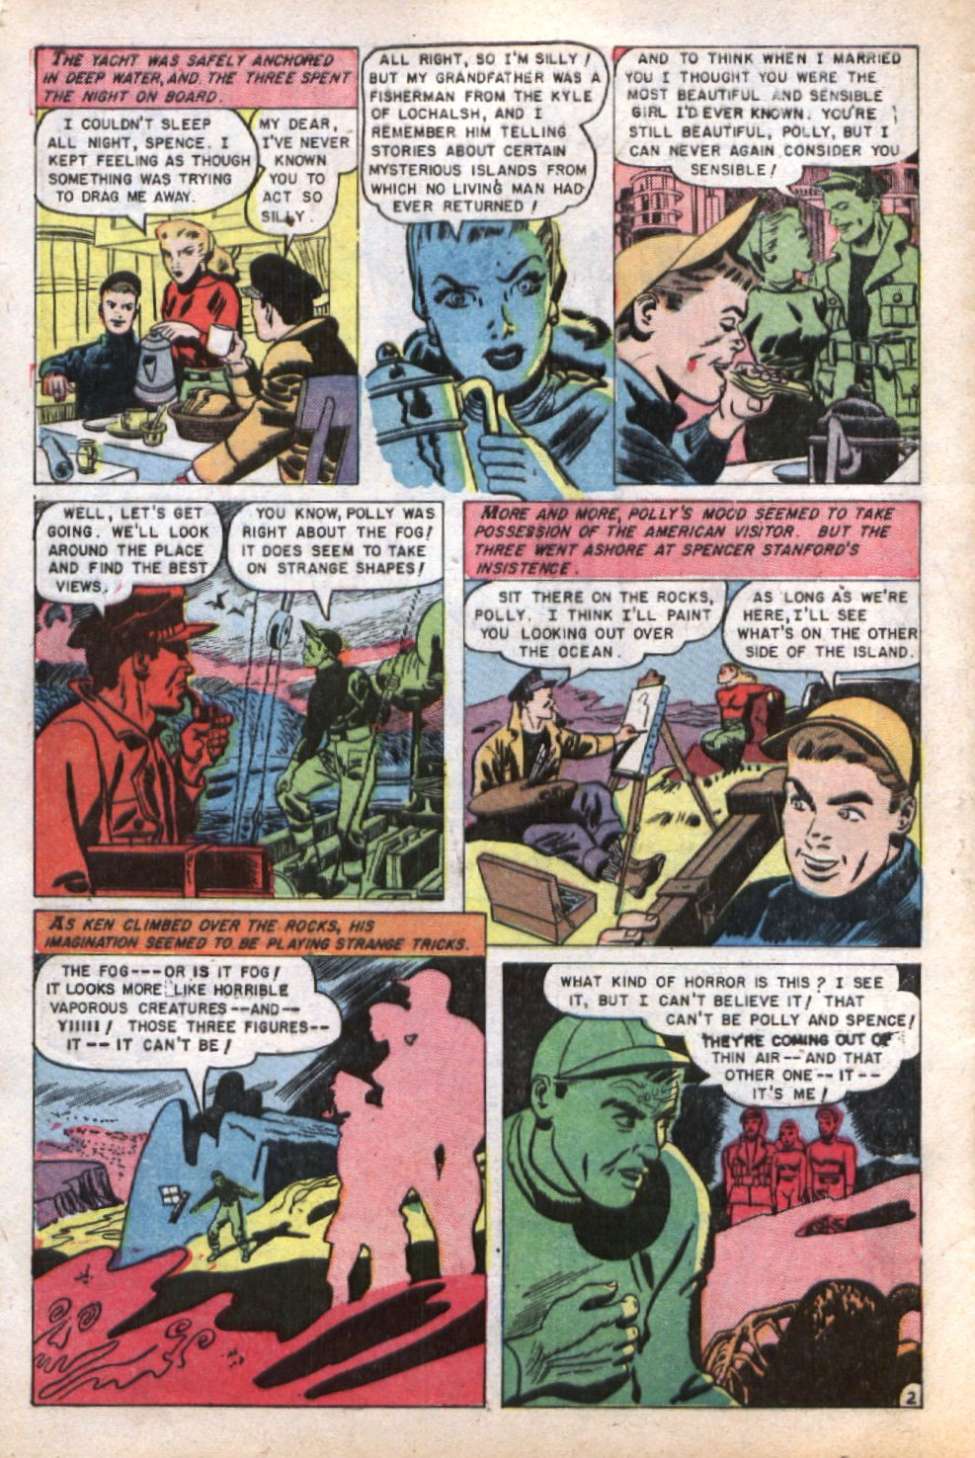 THE YACHT WAS SAFELY ANCHORED
IN DEEP WATER, AND THE THREE SPENT
THE NIGHT ON BOARD.
I COULDN'T SLEEP
ALL NIGHT, SPENCE. I
KEPT FEELING AS THOUGH
SOMETHING WAS TRYING
TO DRAG ME AWAY.
MY DEAR,
I'VE NEVER
KNOWN
YOU TO
ACT SO
SILLY.
ALL RIGHT, SO I'M SILLY!
BUT MY GRANDFATHER WAS A
FISHERMAN FROM THE KYLE
OF LOCHALSH, AND I
REMEMBER HIM TELLING
STORIES ABOUT CERTAIN
MYSTERIOUS ISLANDS FROM
WHICH NO LIVING MAN HAD
EVER RETURNED!
AND TO THINK WHEN I MARRIED
YOU I THOUGHT YOU WERE THE
MOST BEAUTIFUL AND SENSIBLE
GIRL I'D EVER KNOWN. YOU'RE
STILL BEAUTIFUL, POLLY, BUT I
CAN NEVER AGAIN CONSIDER YOU
SENSIBLE!
WELL, LET'S GET
GOING. WE'LL LOOK
AROUND THE PLACE
AND FIND THE BEST
VIEWS.
YOU KNOW, POLLY WAS
RIGHT ABOUT THE FOG!
IT DOES SEEM TO TAKE
ON STRANGE SHAPES!
MORE AND MORE, POLLY'S MOOD SEEMED TO TAKE
POSSESSION OF THE AMERICAN VISITOR. BUT THE
THREE WENT ASHORE AT SPENCER STANFORD'S
INSISTENCE.
SIT THERE ON THE ROCKS,
POLLY. I THINK I'LL PAINT
YOU LOOKING OUT OVER
THE OCEAN.
AS LONG AS WE'RE
HERE, I'LL SEE
WHAT'S ON THE OTHER
SIDE OF THE ISLAND.
AS KEN CLIMBED OVER THE ROCKS, HIS
IMAGINATION SEEMED TO BE PLAYING STRANGE TRICKS.
THE FOG---OR IS IT FOG!
IT LOOKS MORE LIKE HORRIBLE
VAPOROUS CREATURES--AND--
YIIIII! THOSE THREE FIGURES--
IT-- IT CAN'T BE!
WHAT KIND OF HORROR IS THIS? I SEE
IT, BUT I CAN'T BELIEVE IT! THAT
CAN'T BE POLLY AND SPENCE!
THEY'RE COMING OUT OF
THIN AIR--AND THAT
OTHER ONE--IT--
IT'S ME!
2